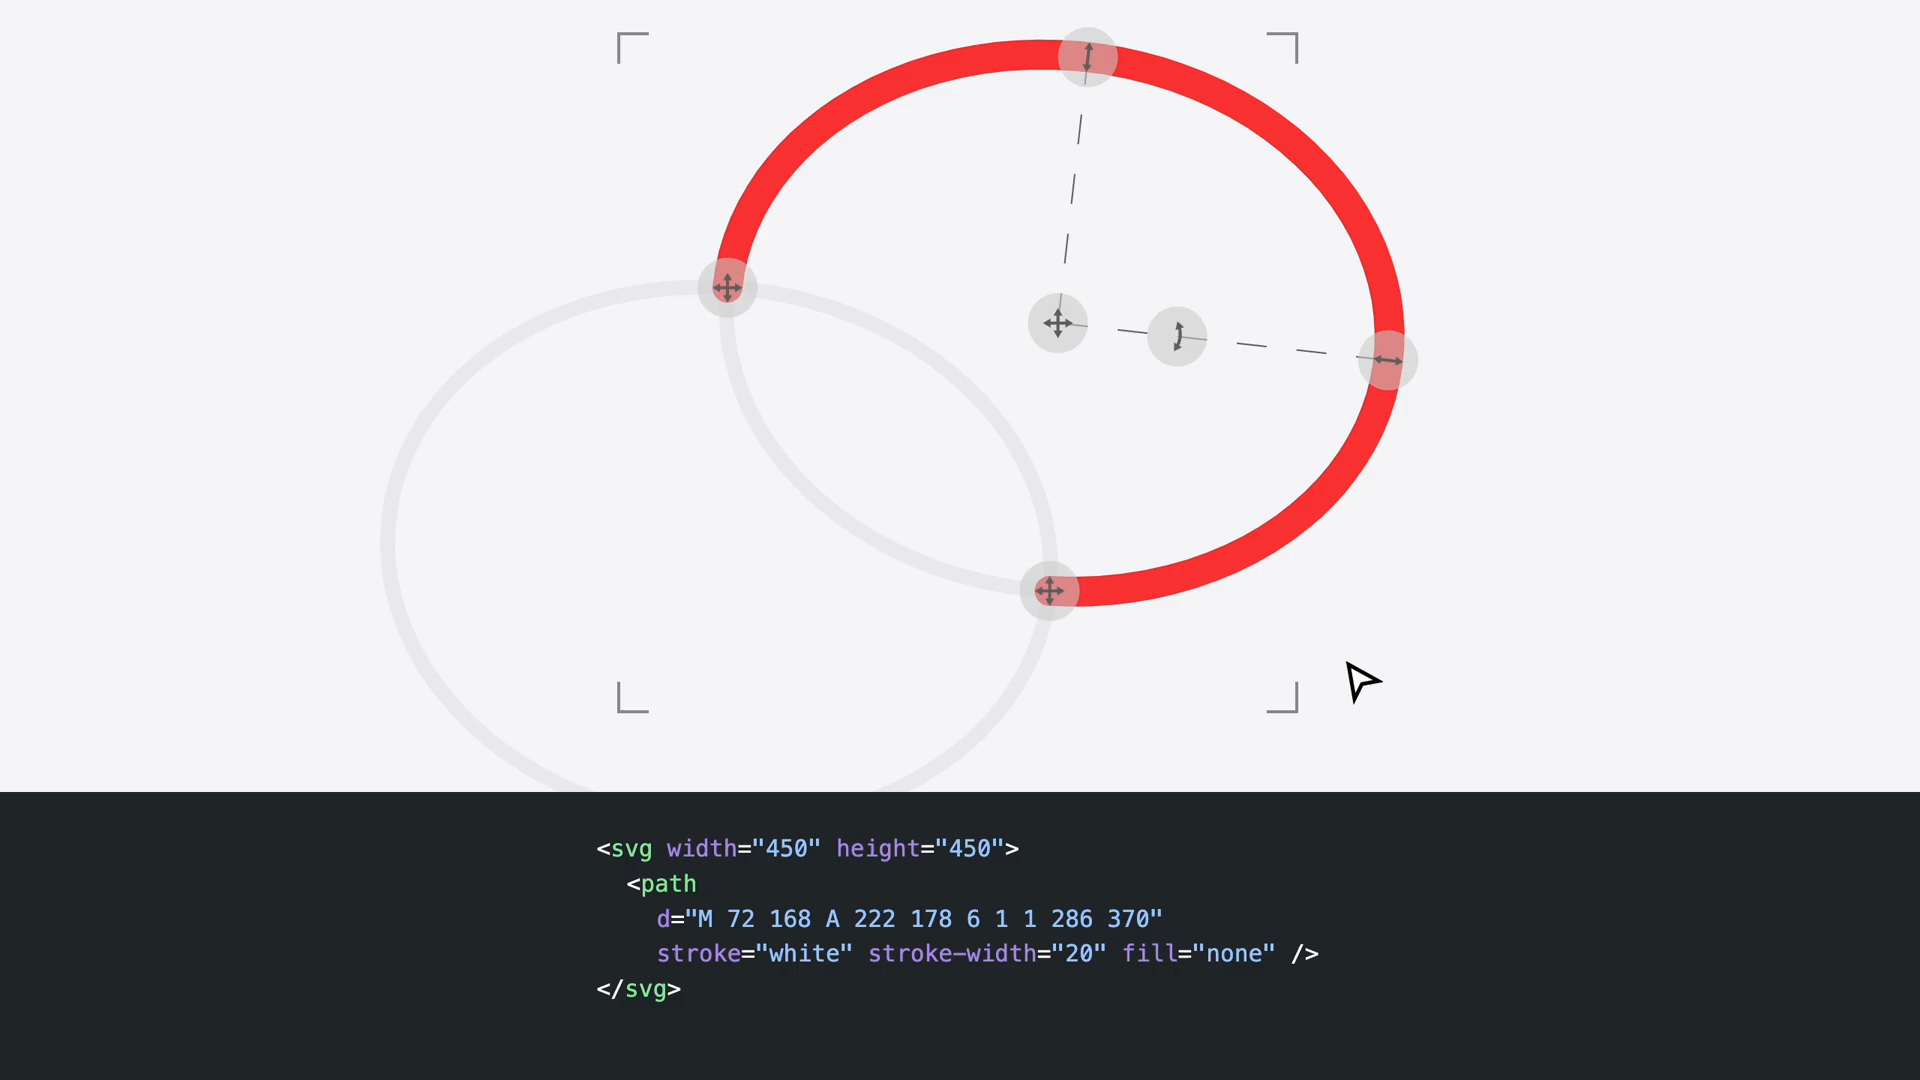 <svg width="450" height="450">
<path
d="M 72 168 A 222 178 6 1 1 286 370"
stroke="white" stroke-width="20" fill="none" />
</svg>